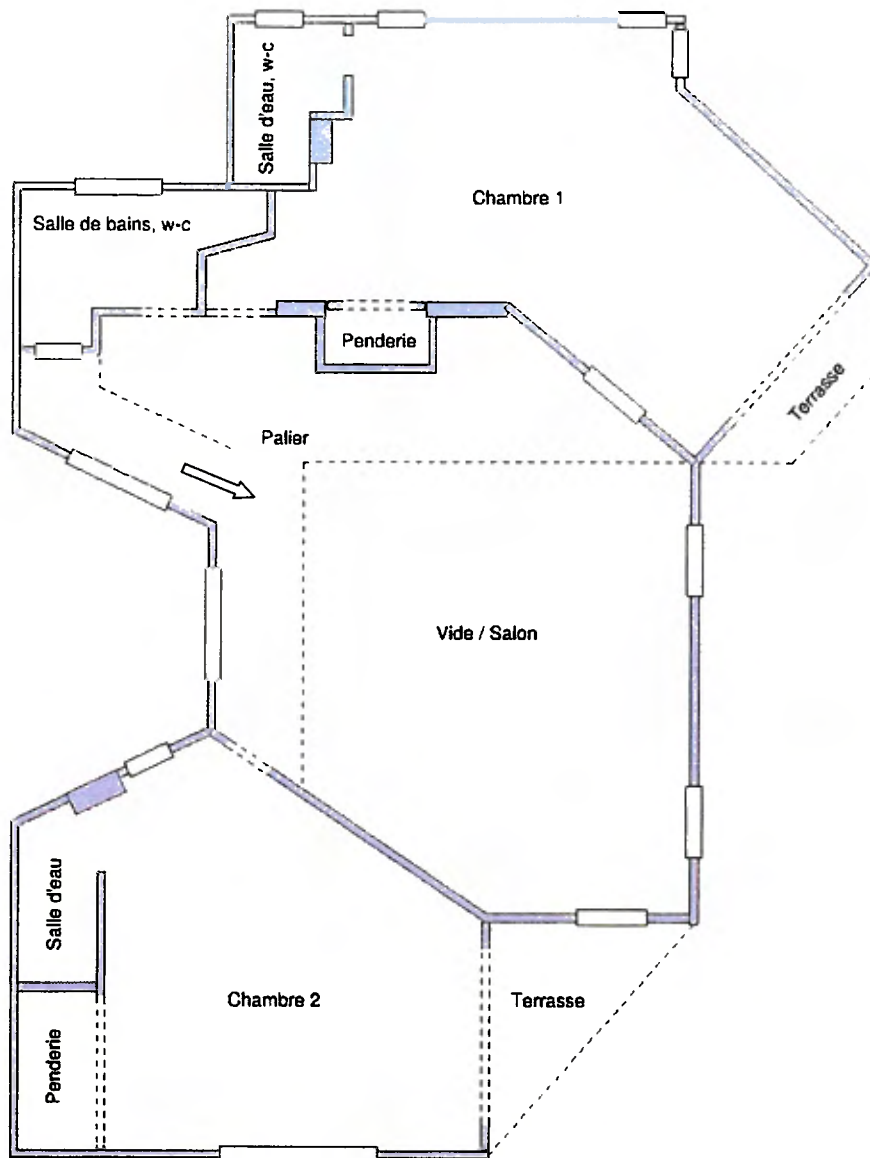 Salle d'eau, w-c
Chambre 1
Salle de bains, w-c
Penderie
Terrasse
Palier
Vide / Salon
Salle d'eau
Chambre 2
Terrasse
Penderie